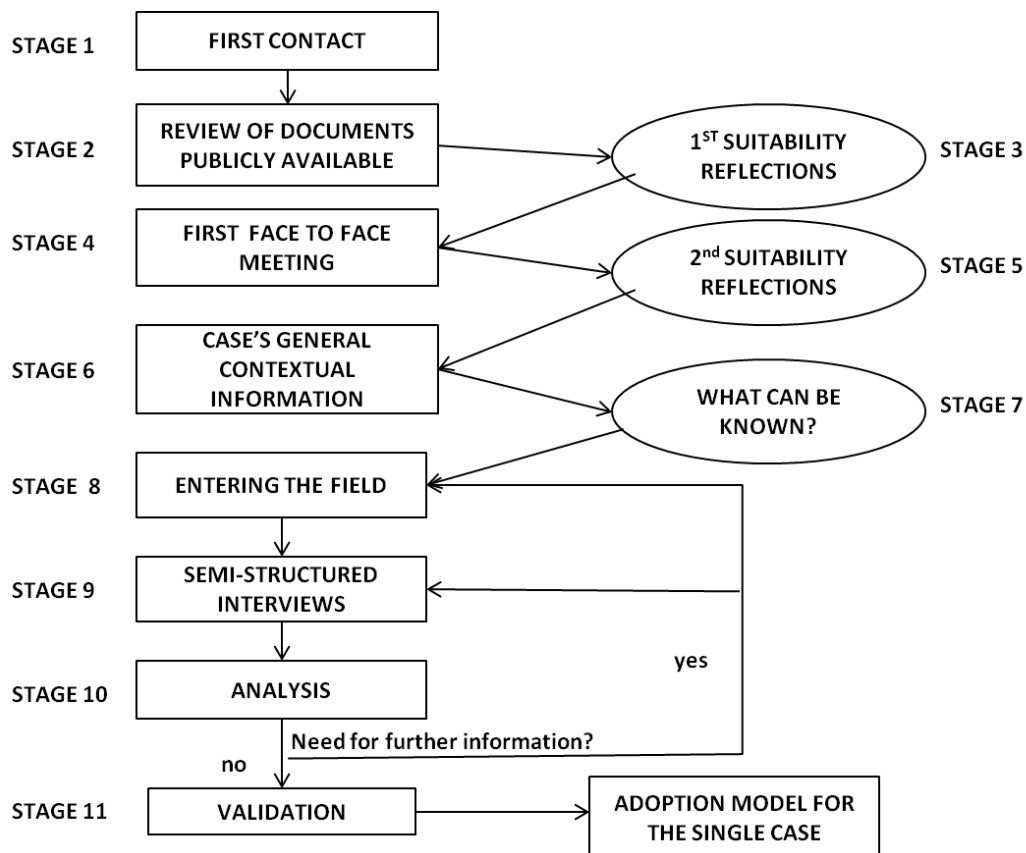 STAGE 1
FIRST CONTACT
STAGE 2
REVIEW OF DOCUMENTS
PUBLICLY AVAILABLE
1ST SUITABILITY
REFLECTIONS
STAGE 3
STAGE 4
FIRST FACE TO FACE
MEETING
2nd SUITABILITY
REFLECTIONS
STAGE 5
STAGE 6
CASE'S GENERAL
CONTEXTUAL
INFORMATION
WHAT CAN BE
KNOWN?
STAGE 7
STAGE 8
ENTERING THE FIELD
STAGE 9
SEMI-STRUCTURED
INTERVIEWS
yes
STAGE 10
ANALYSIS
Need for further information?
no
STAGE 11
VALIDATION
ADOPTION MODEL FOR
THE SINGLE CASE